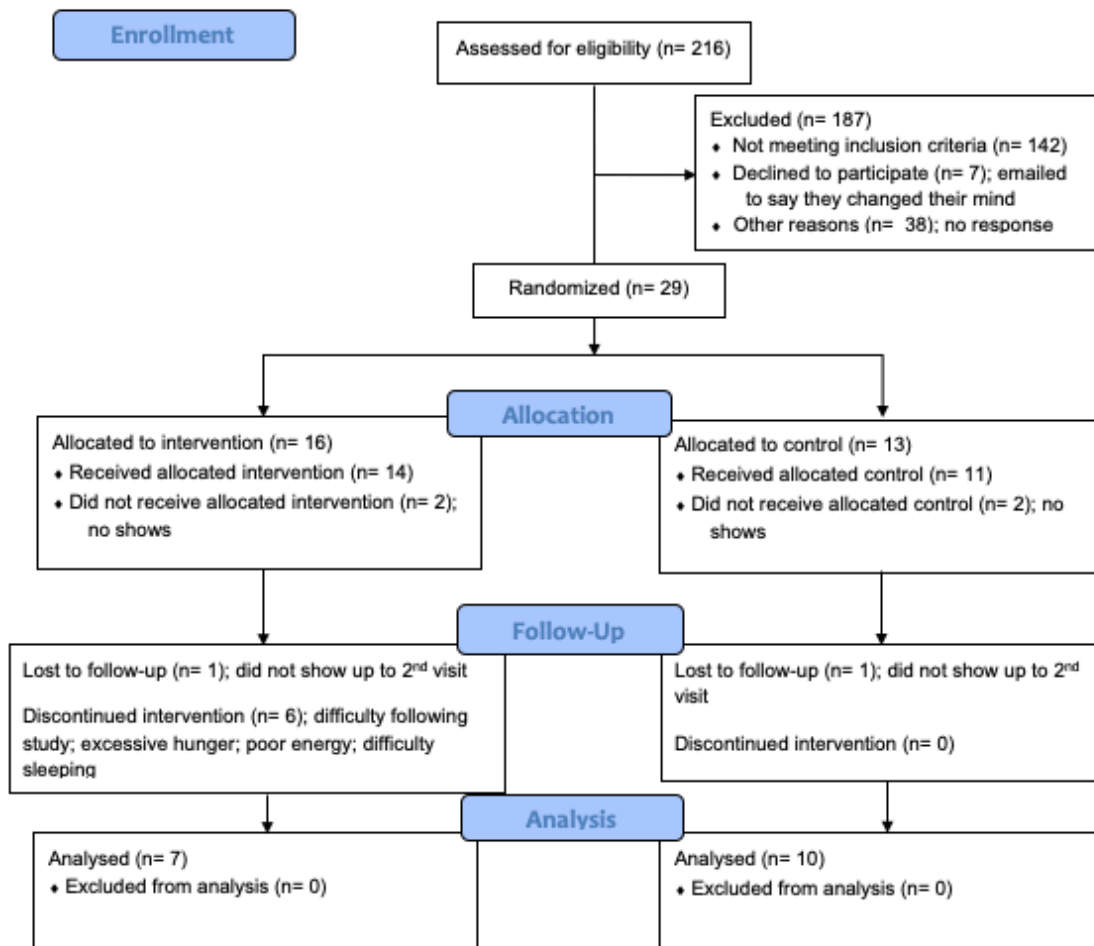 Enrollment
Assessed for eligibility (n= 216)
Excluded (n= 187)
♦ Not meeting inclusion criteria (n= 142)
♦ Declined to participate (n= 7); emailed
to say they changed their mind
♦ Other reasons (n= 38); no response
Randomized (n= 29)
Allocation
Allocated to intervention (n= 16)
♦ Received allocated intervention (n= 14)
♦ Did not receive allocated intervention (n= 2);
no shows
Allocated to control (n= 13)
♦ Received allocated control (n= 11)
♦ Did not receive allocated control (n= 2); no
shows
Follow-Up
Lost to follow-up (n= 1); did not show up to 2nd visit
Discontinued intervention (n= 6); difficulty following
study; excessive hunger; poor energy; difficulty
sleeping
Lost to follow-up (n= 1); did not show up to 2nd
visit
Discontinued intervention (n= 0)
Analysis
Analysed (n= 7)
♦ Excluded from analysis (n= 0)
Analysed (n= 10)
♦ Excluded from analysis (n= 0)